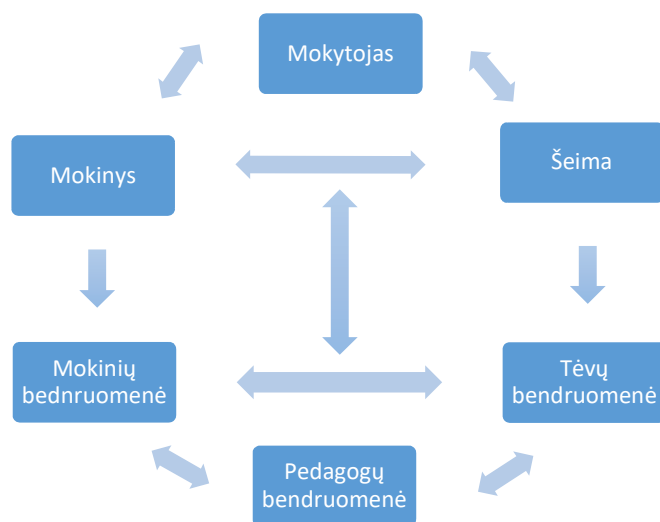 Mokytojas
Mokinys
Šeima
Mokinių
bednruomenė
Tėvų
bendruomenė
Pedagogų
bendruomenė